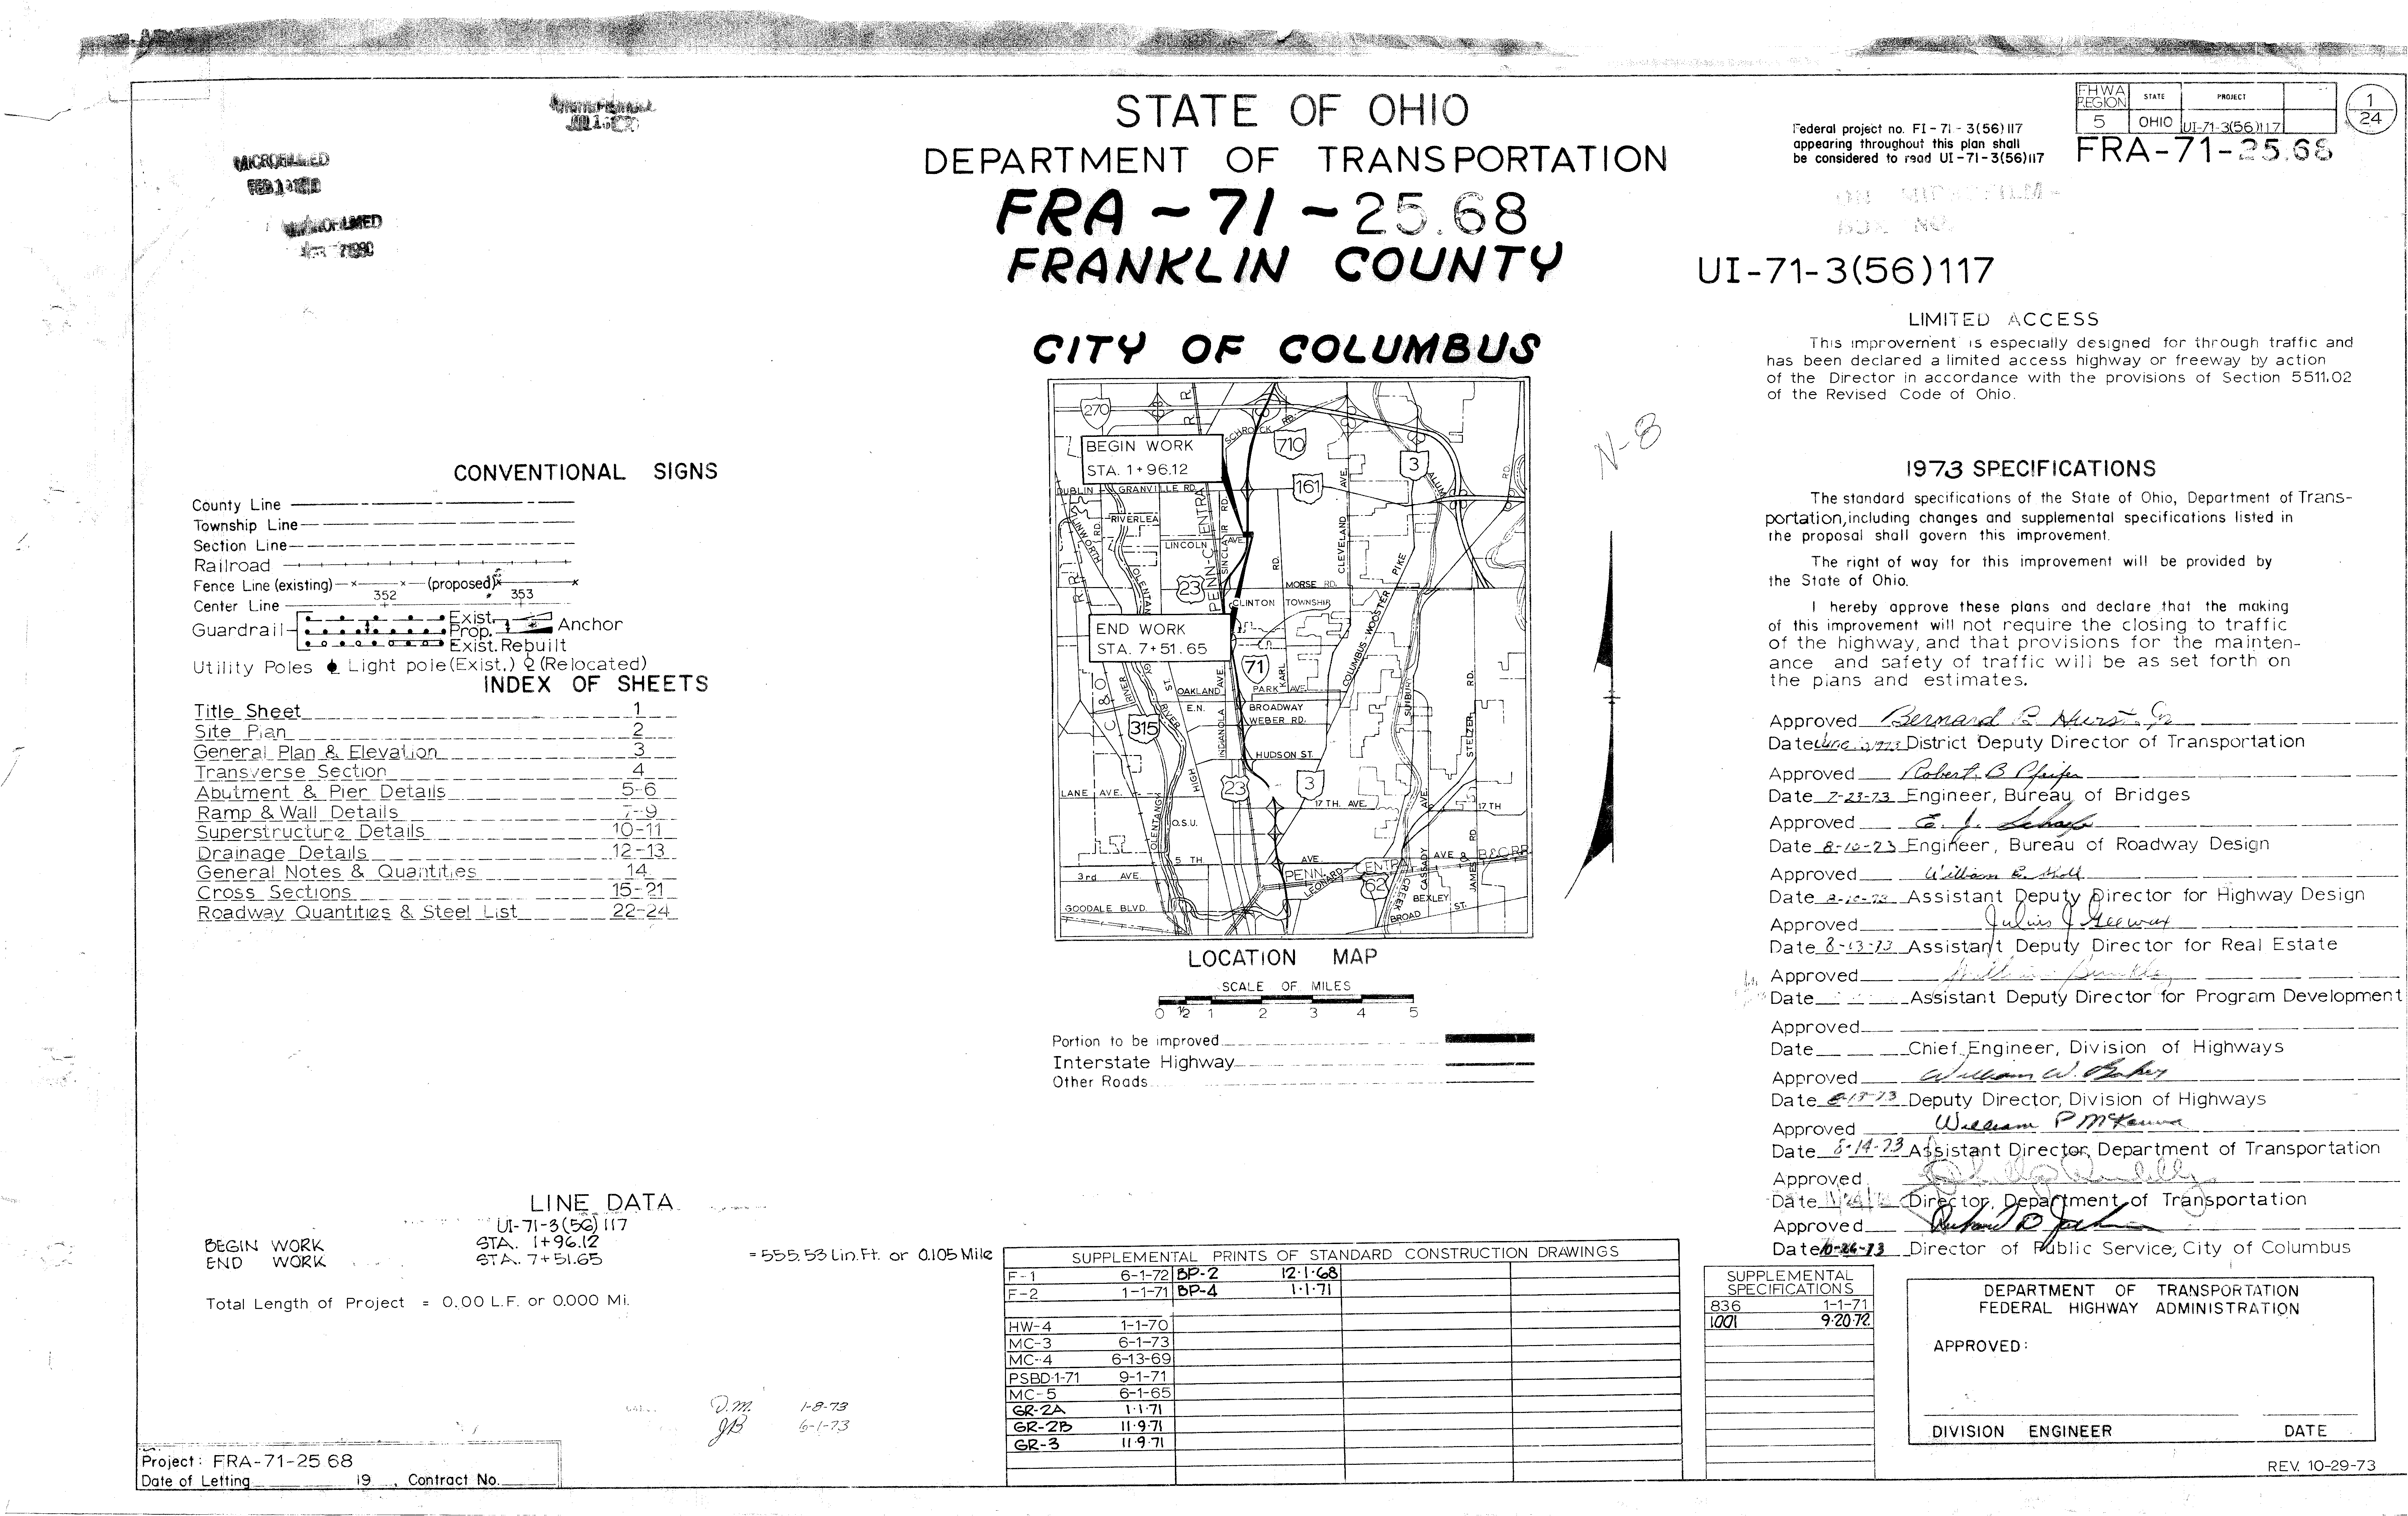 STATE OF OHIO
DEPARTMENT OF TRANSPORTATION
FRA-71-25.68
FRANKLIN COUNTY
CITY OF COLUMBUS
MICROFILMED
MICROFILMED
Federal project no. FI-71-3(56)117
appearing throughout this plan shall
be considered to read UI-71-3(56)117
FHWA REGION STATE PROJECT
5 OHIO UI-71-3(56)117
1
24
FRA-71-25.68
UI-71-3(56)117
LIMITED ACCESS
This improvement is especially designed for through traffic and
has been declared a limited access highway or freeway by action
of the Director in accordance with the provisions of Section 5511.02
of the Revised Code of Ohio.
N-8
1973 SPECIFICATIONS
The standard specifications of the State of Ohio, Department of Trans-
portation, including changes and supplemental specifications listed in
the proposal shall govern this improvement.
The right of way for this improvement will be provided by
the State of Ohio.
I hereby approve these plans and declare that the making
of this improvement will not require the closing to traffic
of the highway, and that provisions for the mainten-
ance and safety of traffic will be as set forth on
the plans and estimates.
Approved
Date District Deputy Director of Transportation
Approved Robert B Pfeifer
Date 7-23-73 Engineer, Bureau of Bridges
Approved E. J.
Date 8-10-73 Engineer, Bureau of Roadway Design
Approved William
Date 8-10-73 Assistant Deputy Director for Highway Design
Approved Julius J
Date 8-13-73 Assistant Deputy Director for Real Estate
Approved
Date Assistant Deputy Director for Program Development
Approved
Date Chief Engineer, Division of Highways
Approved William W. Baker
Date 8-13-73 Deputy Director, Division of Highways
Approved William P McKenna
Date 8-14-73 Assistant Director, Department of Transportation
Approved
Date Director, Department of Transportation
Approved
Date 10-26-73 Director of Public Service, City of Columbus
CONVENTIONAL SIGNS
County Line
Township Line
Section Line
Railroad
Fence Line (existing) (proposed)
Center Line 352 353
Guardrail Exist. Prop. Exist. Rebuilt Anchor
Utility Poles Light pole (Exist.) (Relocated)
INDEX OF SHEETS
Title Sheet 1
Site Plan 2
General Plan & Elevation 3
Transverse Section 4
Abutment & Pier Details 5-6
Ramp & Wall Details 7-9
Superstructure Details 10-11
Drainage Details 12-13
General Notes & Quantities 14
Cross Sections 15-21
Roadway Quantities & Steel List 22-24
270
SCHROCK RD.
710
BEGIN WORK
STA. 1+96.12
3
161
DUBLIN GRANVILLE RD.
RIVERLEA
LINWORTH RD.
LINCOLN AVE.
SINCLAIR RD.
CLEVELAND AVE.
23
MORSE RD.
CLINTON TOWNSHIP
END WORK
STA. 7+51.65
71
KARL RD.
COLUMBUS-WOOSTER PIKE
SUNBURY
STELZER RD.
OAKLAND PARK AVE.
E.N. BROADWAY
WEBER RD.
315
INDIANOLA AVE.
HUDSON ST.
C & O
RIVER
HIGH ST.
LANE AVE.
23
3
17 TH. AVE.
17 TH
O.S.U.
OLENTANGY
5 TH AVE.
3rd AVE.
PENN CENTRAL
LEONARD
62
CREEK
CASSADY AVE.
JAMES RD.
B&O RR
BEXLEY
GOODALE BLVD.
BROAD ST.
LOCATION MAP
SCALE OF MILES
0 ½ 1 2 3 4 5
Portion to be improved
Interstate Highway
Other Roads
LINE DATA
UI-71-3(56)117
BEGIN WORK STA. 1+96.12
END WORK STA. 7+51.65 = 555.53 Lin. Ft. or 0.105 Mile
Total Length of Project = 0.00 L.F. or 0.000 Mi.
D.M. 1-8-73
JB 6-1-73
Project: FRA-71-25 68
Date of Letting 19 , Contract No.
SUPPLEMENTAL PRINTS OF STANDARD CONSTRUCTION DRAWINGS
F-1 6-1-72 BP-2 12·1·68
F-2 1-1-71 BP-4 1·1·71
HW-4 1-1-70
MC-3 6-1-73
MC-4 6-13-69
PSBD-1-71 9-1-71
MC-5 6-1-65
GR-2A 1·1·71
GR-2B 11·9·71
GR-3 11·9·71
SUPPLEMENTAL
SPECIFICATIONS
836 1-1-71
1001 9·20·72
DEPARTMENT OF TRANSPORTATION
FEDERAL HIGHWAY ADMINISTRATION
APPROVED:
DIVISION ENGINEER DATE
REV. 10-29-73